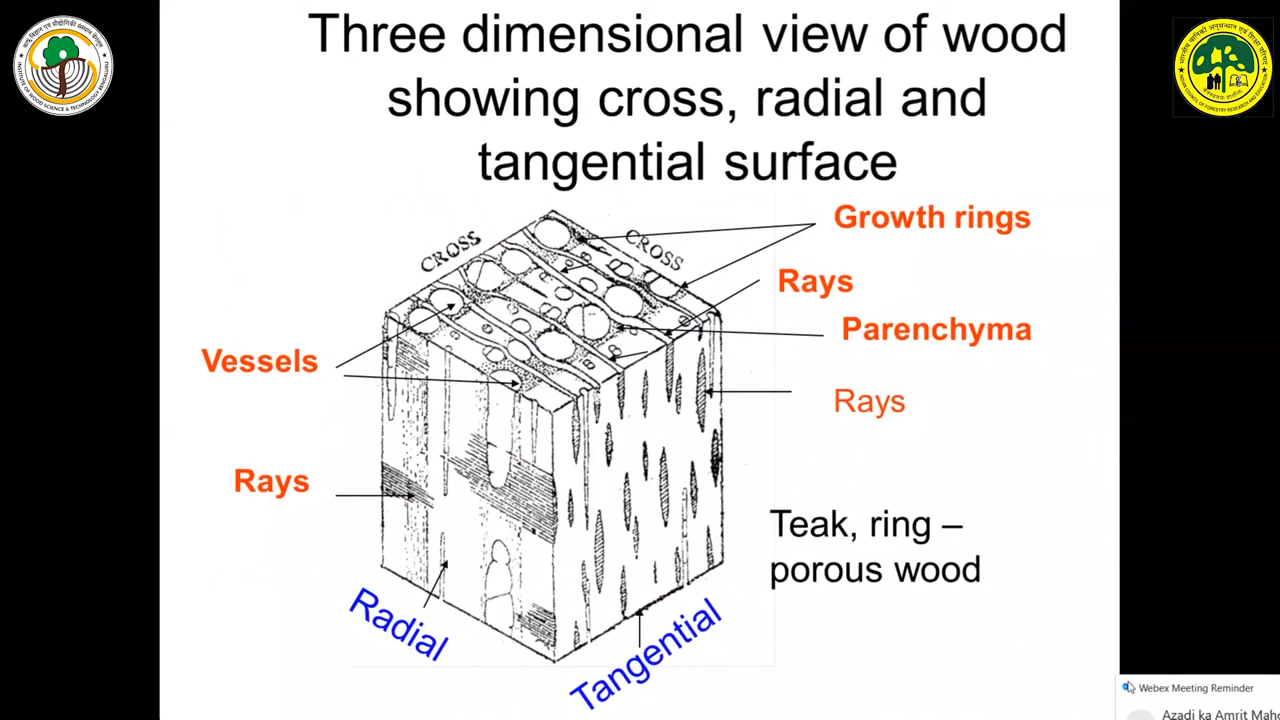 Three dimensional view of wood
showing cross, radial and
tangential surface
CROSS
CROSS
Growth rings
Rays
Parenchyma
Vessels
Rays
Rays
Teak, ring –
porous wood
Radial
Tangential
Webex Meeting Reminder
Azadi ka Amrit Maho